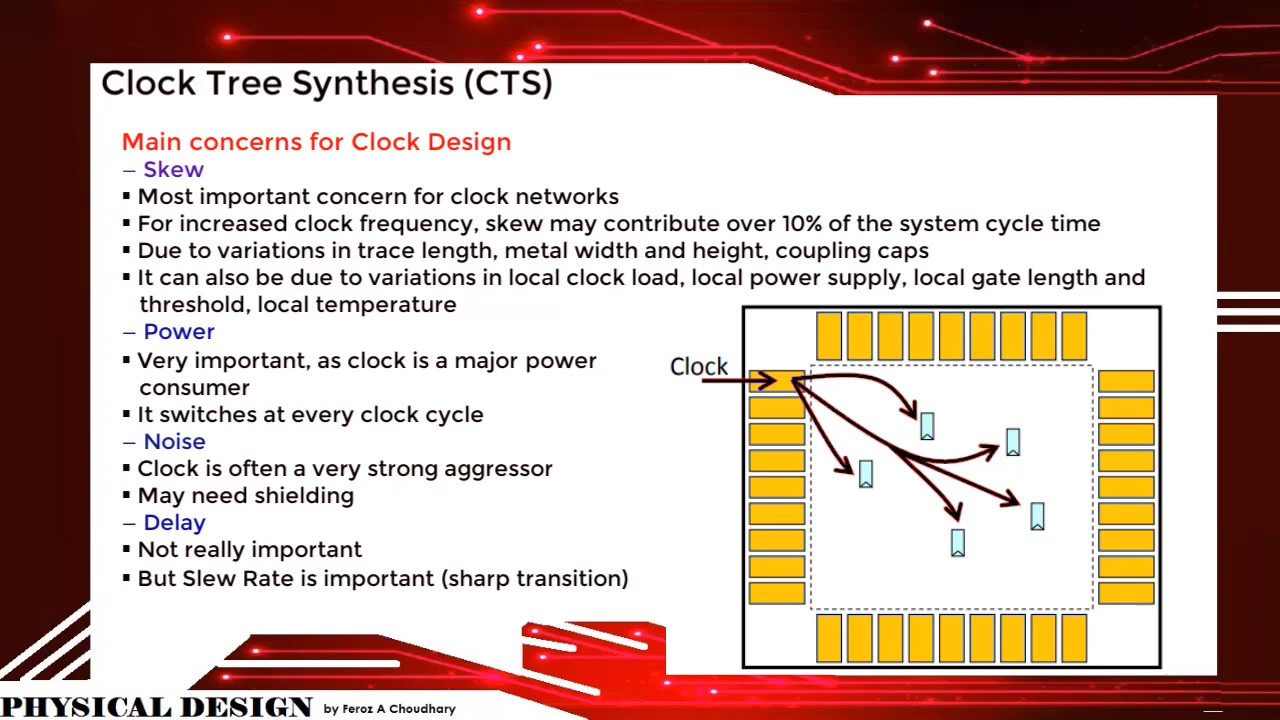 Clock Tree Synthesis (CTS)
Main concerns for Clock Design
– Skew
▪ Most important concern for clock networks
▪ For increased clock frequency, skew may contribute over 10% of the system cycle time
▪ Due to variations in trace length, metal width and height, coupling caps
▪ It can also be due to variations in local clock load, local power supply, local gate length and
threshold, local temperature
– Power
▪ Very important, as clock is a major power
consumer
▪ It switches at every clock cycle
– Noise
▪ Clock is often a very strong aggressor
▪ May need shielding
– Delay
▪ Not really important
▪ But Slew Rate is important (sharp transition)
Clock
PHYSICAL DESIGN by Feroz A Choudhary